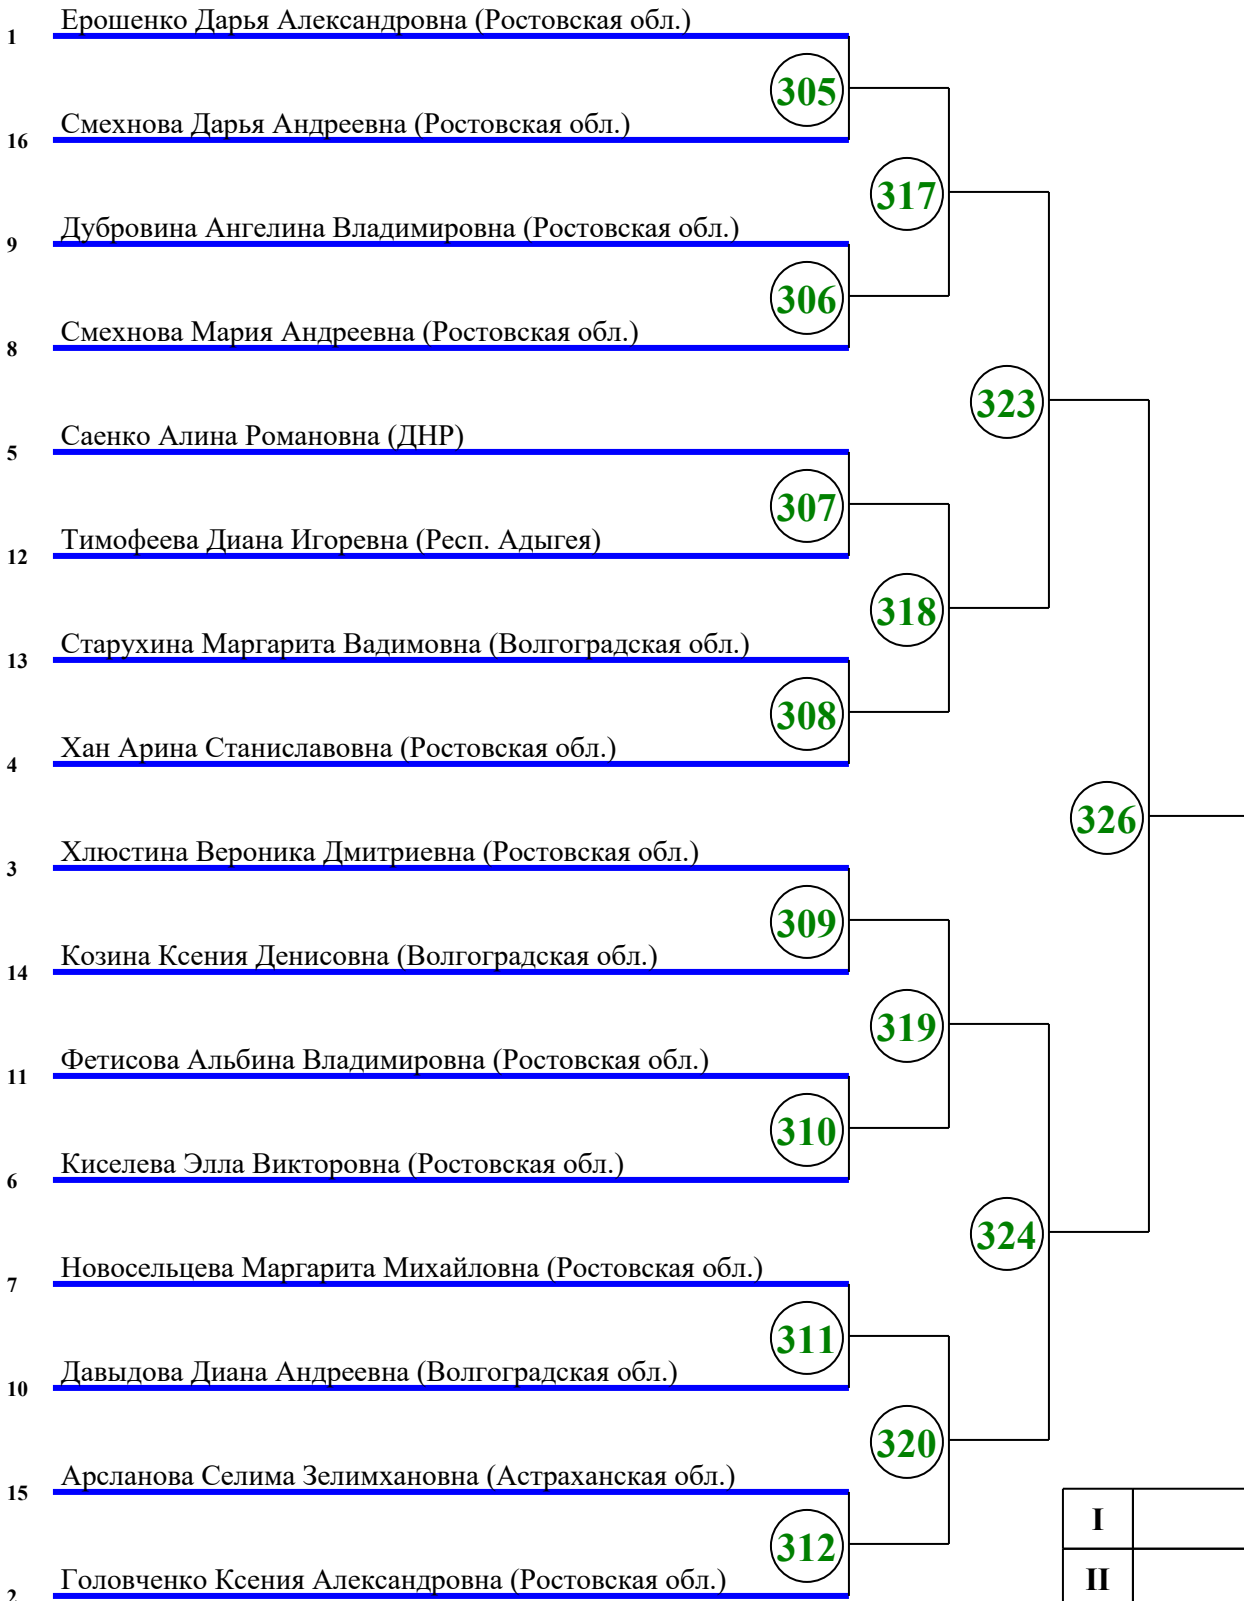 Ерошенко Дарья Александровна (Ростовская обл.)
1
305
Смехнова Дарья Андреевна (Ростовская обл.)
16
317
Дубровина Ангелина Владимировна (Ростовская обл.)
9
306
Смехнова Мария Андреевна (Ростовская обл.)
8
323
Саенко Алина Романовна (ДНР)
5
307
Тимофеева Диана Игоревна (Респ. Адыгея)
12
318
Старухина Маргарита Вадимовна (Волгоградская обл.)
13
308
Хан Арина Станиславовна (Ростовская обл.)
4
326
Хлюстина Вероника Дмитриевна (Ростовская обл.)
3
309
Козина Ксения Денисовна (Волгоградская обл.)
14
319
Фетисова Альбина Владимировна (Ростовская обл.)
11
310
Киселева Элла Викторовна (Ростовская обл.)
6
324
Новосельцева Маргарита Михайловна (Ростовская обл.)
7
311
Давыдова Диана Андреевна (Волгоградская обл.)
10
320
Арсланова Селима Зелимхановна (Астраханская обл.)
15
I
312
Головченко Ксения Александровна (Ростовская обл.)
2
II